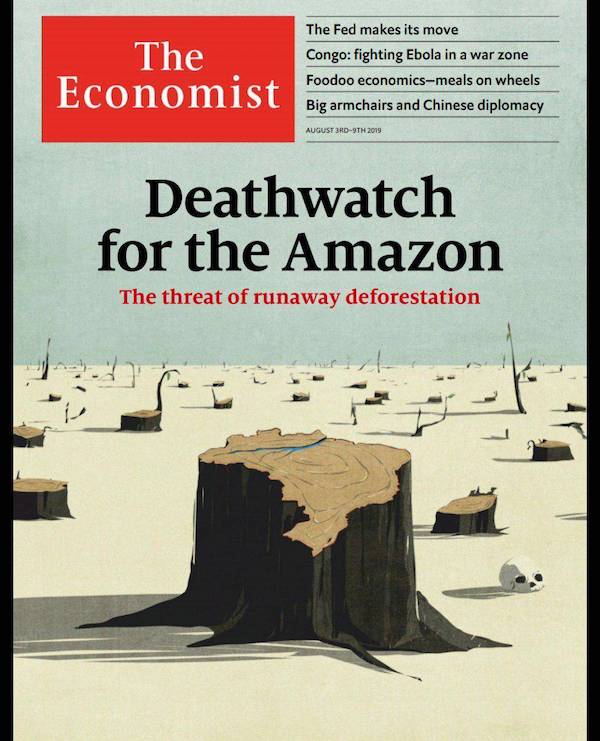 The
Economist
The Fed makes its move
Congo: fighting Ebola in a war zone
Foodoo economics—meals on wheels
Big armchairs and Chinese diplomacy
AUGUST 3RD–9TH 2019
Deathwatch
for the Amazon
The threat of runaway deforestation